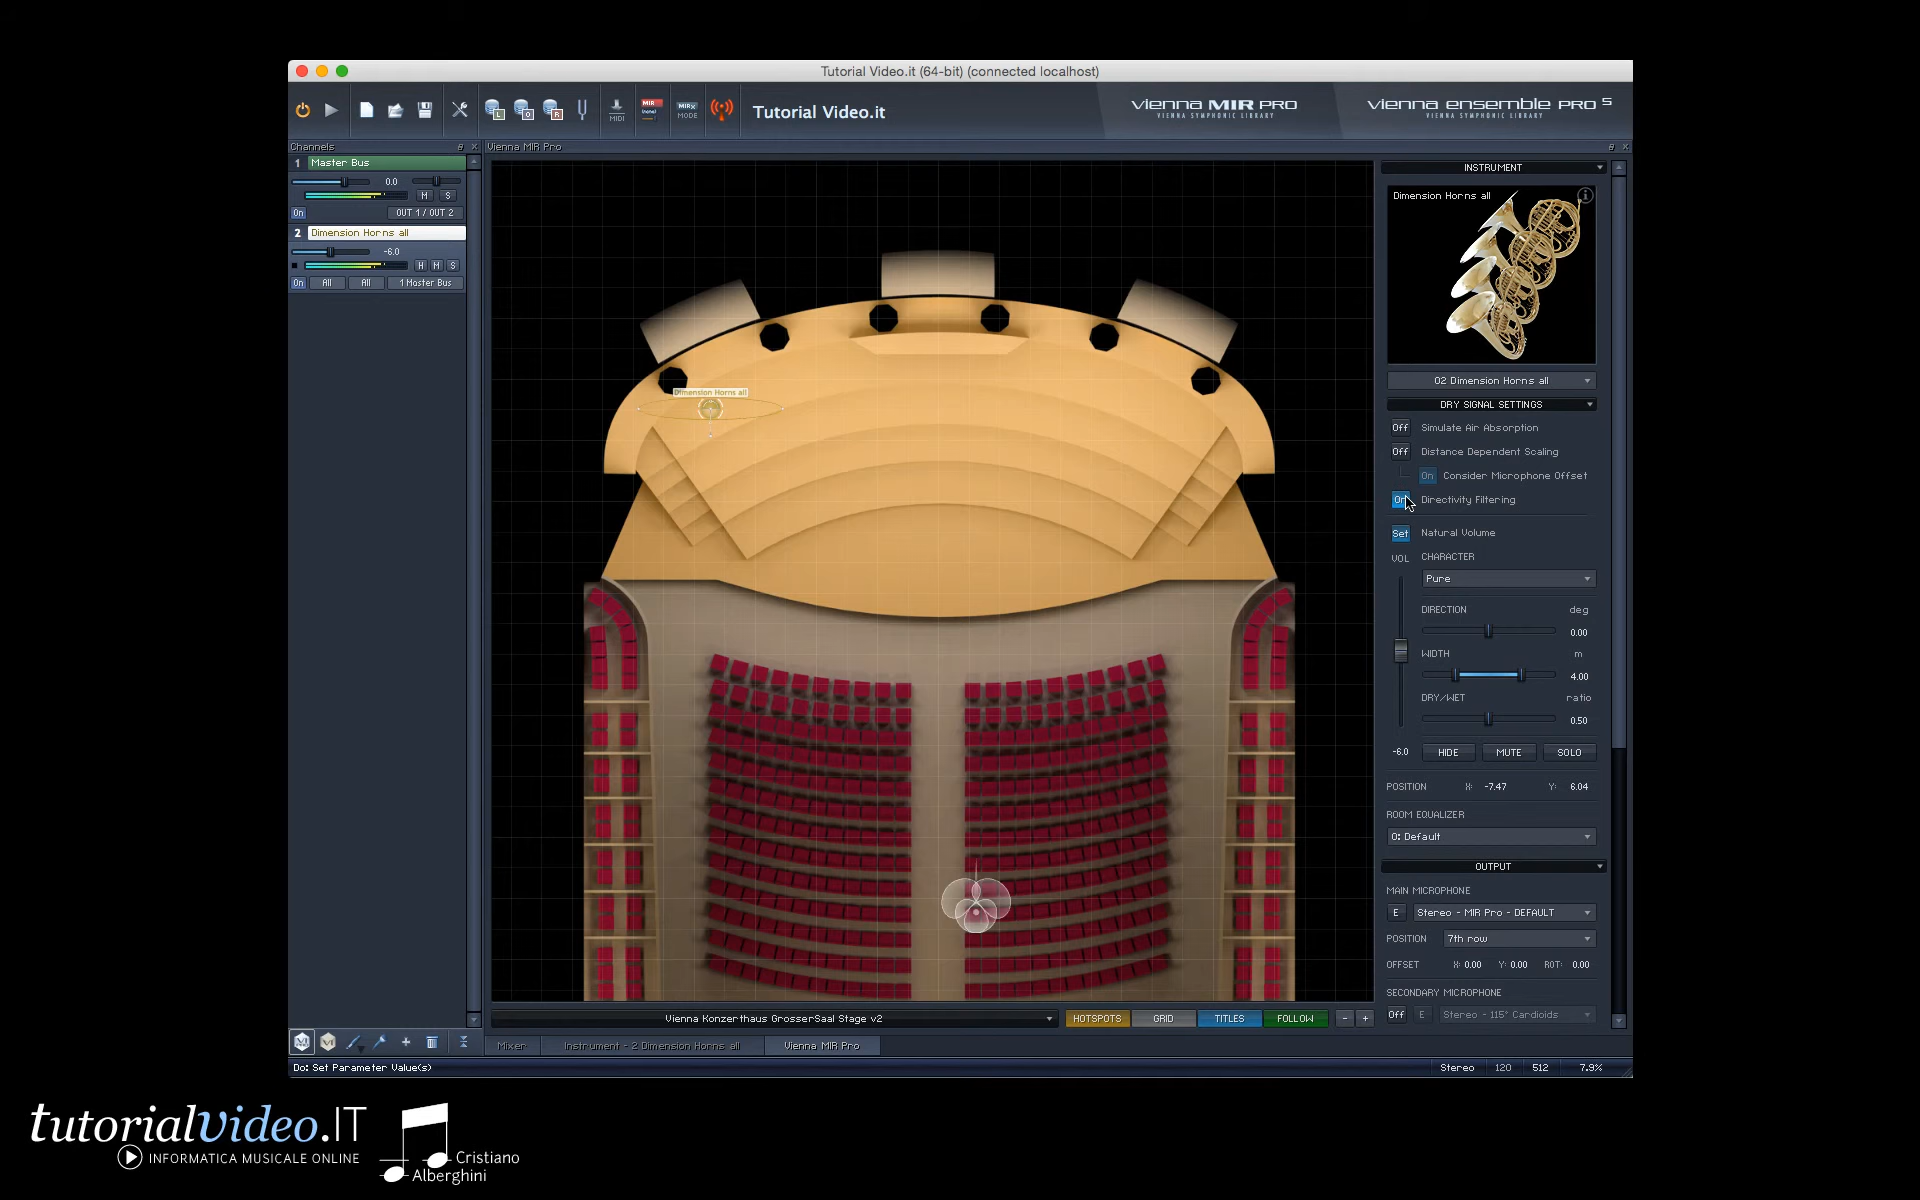 Tutorial Video.it (64-bit) (connected localhost)
MIDI
MIR
MIRx
MODE
Tutorial Video.it
vienna MIR PRO
VIENNA SYMPHONIC LIBRARY
vienna ensemble PRO 5
VIENNA SYMPHONIC LIBRARY
Channels
Vienna MIR Pro
1 Master Bus
0.0
M S
On OUT 1 / OUT 2
2 Dimension Horns all
-6.0
H M S
On All All 1 Master Bus
Dimension Horns all
INSTRUMENT
Dimension Horns all
02 Dimension Horns all
DRY SIGNAL SETTINGS
Off Simulate Air Absorption
Off Distance Dependent Scaling
On Consider Microphone Offset
On Directivity Filtering
Set Natural Volume
VOL CHARACTER
Pure
DIRECTION deg
0.00
WIDTH m
4.00
DRY/WET ratio
0.50
-6.0 HIDE MUTE SOLO
POSITION X: -7.47 Y: 6.04
ROOM EQUALIZER
0: Default
OUTPUT
MAIN MICROPHONE
E Stereo - MIR Pro - DEFAULT
POSITION 7th row
OFFSET X: 0.00 Y: 0.00 ROT: 0.00
SECONDARY MICROPHONE
Off E Stereo - 115° Cardioids
Vienna Konzerthaus GrosserSaal Stage v2 HOTSPOTS GRID TITLES FOLLOW - +
Mixer Instrument - 2 Dimension Horns all Vienna MIR Pro
Do: Set Parameter Value(s) Stereo 120 512 7.9%
tutorialvideo.IT
INFORMATICA MUSICALE ONLINE
Cristiano
Alberghini